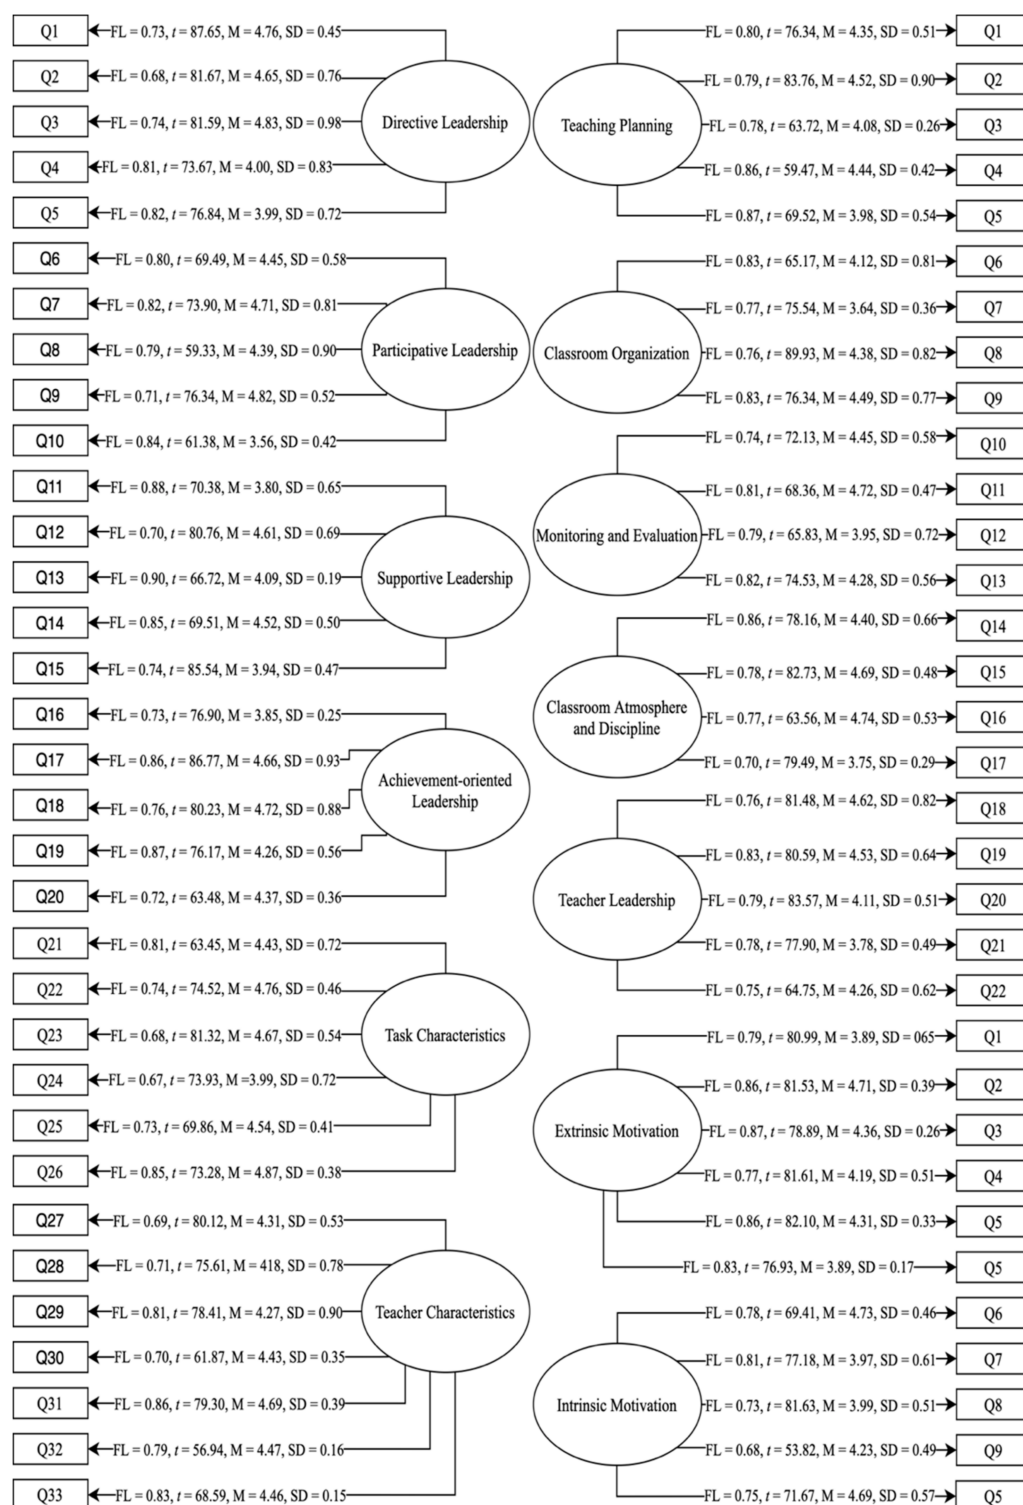 Q1 FL = 0.73, t = 87.65, M = 4.76, SD = 0.45
Q2 FL = 0.68, t = 81.67, M = 4.65, SD = 0.76
Q3 FL = 0.74, t = 81.59, M = 4.83, SD = 0.98
Q4 FL = 0.81, t = 73.67, M = 4.00, SD = 0.83
Q5 FL = 0.82, t = 76.84, M = 3.99, SD = 0.72
Directive Leadership
Q6 FL = 0.80, t = 69.49, M = 4.45, SD = 0.58
Q7 FL = 0.82, t = 73.90, M = 4.71, SD = 0.81
Q8 FL = 0.79, t = 59.33, M = 4.39, SD = 0.90
Q9 FL = 0.71, t = 76.34, M = 4.82, SD = 0.52
Q10 FL = 0.84, t = 61.38, M = 3.56, SD = 0.42
Participative Leadership
Q11 FL = 0.88, t = 70.38, M = 3.80, SD = 0.65
Q12 FL = 0.70, t = 80.76, M = 4.61, SD = 0.69
Q13 FL = 0.90, t = 66.72, M = 4.09, SD = 0.19
Q14 FL = 0.85, t = 69.51, M = 4.52, SD = 0.50
Q15 FL = 0.74, t = 85.54, M = 3.94, SD = 0.47
Supportive Leadership
Q16 FL = 0.73, t = 76.90, M = 3.85, SD = 0.25
Q17 FL = 0.86, t = 86.77, M = 4.66, SD = 0.93
Q18 FL = 0.76, t = 80.23, M = 4.72, SD = 0.88
Q19 FL = 0.87, t = 76.17, M = 4.26, SD = 0.56
Q20 FL = 0.72, t = 63.48, M = 4.37, SD = 0.36
Achievement-oriented
Leadership
Q21 FL = 0.81, t = 63.45, M = 4.43, SD = 0.72
Q22 FL = 0.74, t = 74.52, M = 4.76, SD = 0.46
Q23 FL = 0.68, t = 81.32, M = 4.67, SD = 0.54
Q24 FL = 0.67, t = 73.93, M =3.99, SD = 0.72
Q25 FL = 0.73, t = 69.86, M = 4.54, SD = 0.41
Q26 FL = 0.85, t = 73.28, M = 4.87, SD = 0.38
Task Characteristics
Q27 FL = 0.69, t = 80.12, M = 4.31, SD = 0.53
Q28 FL = 0.71, t = 75.61, M = 418, SD = 0.78
Q29 FL = 0.81, t = 78.41, M = 4.27, SD = 0.90
Q30 FL = 0.70, t = 61.87, M = 4.43, SD = 0.35
Q31 FL = 0.86, t = 79.30, M = 4.69, SD = 0.39
Q32 FL = 0.79, t = 56.94, M = 4.47, SD = 0.16
Q33 FL = 0.83, t = 68.59, M = 4.46, SD = 0.15
Teacher Characteristics
Teaching Planning
FL = 0.80, t = 76.34, M = 4.35, SD = 0.51 Q1
FL = 0.79, t = 83.76, M = 4.52, SD = 0.90 Q2
FL = 0.78, t = 63.72, M = 4.08, SD = 0.26 Q3
FL = 0.86, t = 59.47, M = 4.44, SD = 0.42 Q4
FL = 0.87, t = 69.52, M = 3.98, SD = 0.54 Q5
Classroom Organization
FL = 0.83, t = 65.17, M = 4.12, SD = 0.81 Q6
FL = 0.77, t = 75.54, M = 3.64, SD = 0.36 Q7
FL = 0.76, t = 89.93, M = 4.38, SD = 0.82 Q8
FL = 0.83, t = 76.34, M = 4.49, SD = 0.77 Q9
Monitoring and Evaluation
FL = 0.74, t = 72.13, M = 4.45, SD = 0.58 Q10
FL = 0.81, t = 68.36, M = 4.72, SD = 0.47 Q11
FL = 0.79, t = 65.83, M = 3.95, SD = 0.72 Q12
FL = 0.82, t = 74.53, M = 4.28, SD = 0.56 Q13
Classroom Atmosphere
and Discipline
FL = 0.86, t = 78.16, M = 4.40, SD = 0.66 Q14
FL = 0.78, t = 82.73, M = 4.69, SD = 0.48 Q15
FL = 0.77, t = 63.56, M = 4.74, SD = 0.53 Q16
FL = 0.70, t = 79.49, M = 3.75, SD = 0.29 Q17
Teacher Leadership
FL = 0.76, t = 81.48, M = 4.62, SD = 0.82 Q18
FL = 0.83, t = 80.59, M = 4.53, SD = 0.64 Q19
FL = 0.79, t = 83.57, M = 4.11, SD = 0.51 Q20
FL = 0.78, t = 77.90, M = 3.78, SD = 0.49 Q21
FL = 0.75, t = 64.75, M = 4.26, SD = 0.62 Q22
Extrinsic Motivation
FL = 0.79, t = 80.99, M = 3.89, SD = 065 Q1
FL = 0.86, t = 81.53, M = 4.71, SD = 0.39 Q2
FL = 0.87, t = 78.89, M = 4.36, SD = 0.26 Q3
FL = 0.77, t = 81.61, M = 4.19, SD = 0.51 Q4
FL = 0.86, t = 82.10, M = 4.31, SD = 0.33 Q5
FL = 0.83, t = 76.93, M = 3.89, SD = 0.17 Q5
Intrinsic Motivation
FL = 0.78, t = 69.41, M = 4.73, SD = 0.46 Q6
FL = 0.81, t = 77.18, M = 3.97, SD = 0.61 Q7
FL = 0.73, t = 81.63, M = 3.99, SD = 0.51 Q8
FL = 0.68, t = 53.82, M = 4.23, SD = 0.49 Q9
FL = 0.75, t = 71.67, M = 4.69, SD = 0.57 Q5